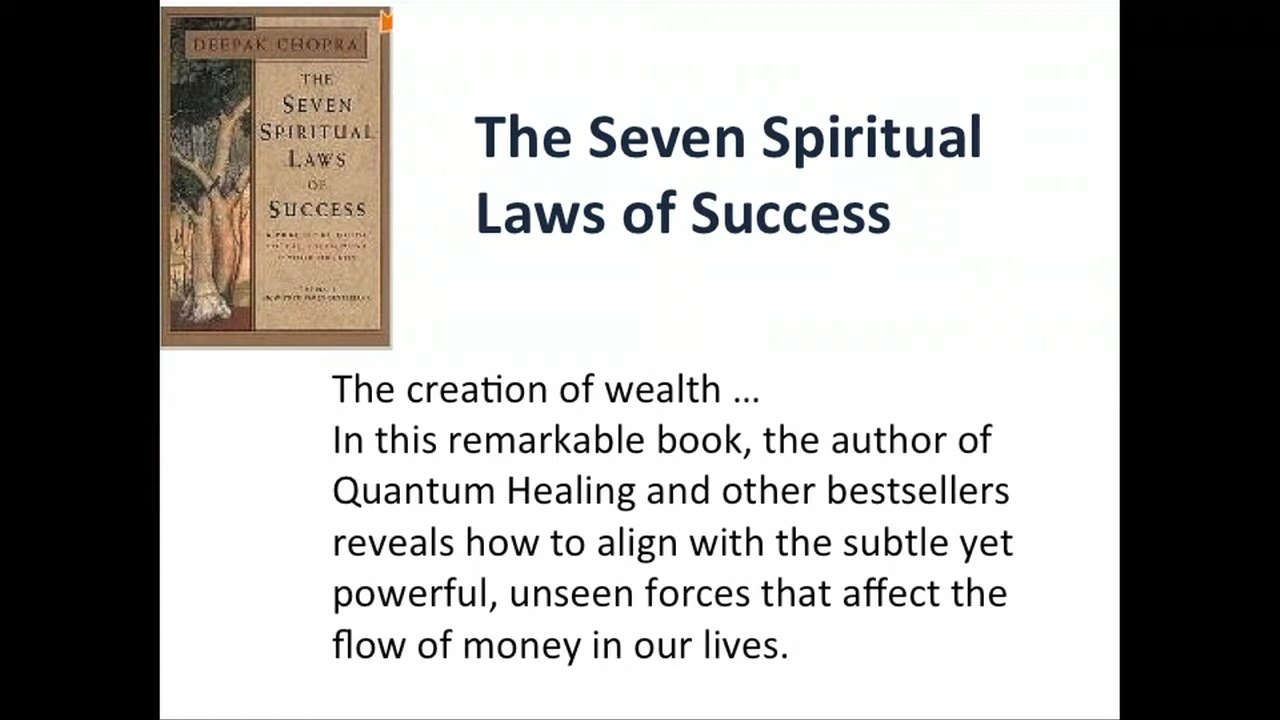 DEEPAK CHOPRA
THE
SEVEN
SPIRITUAL
LAWS
OF
SUCCESS
The Seven Spiritual
Laws of Success
The creation of wealth ...
In this remarkable book, the author of
Quantum Healing and other bestsellers
reveals how to align with the subtle yet
powerful, unseen forces that affect the
flow of money in our lives.